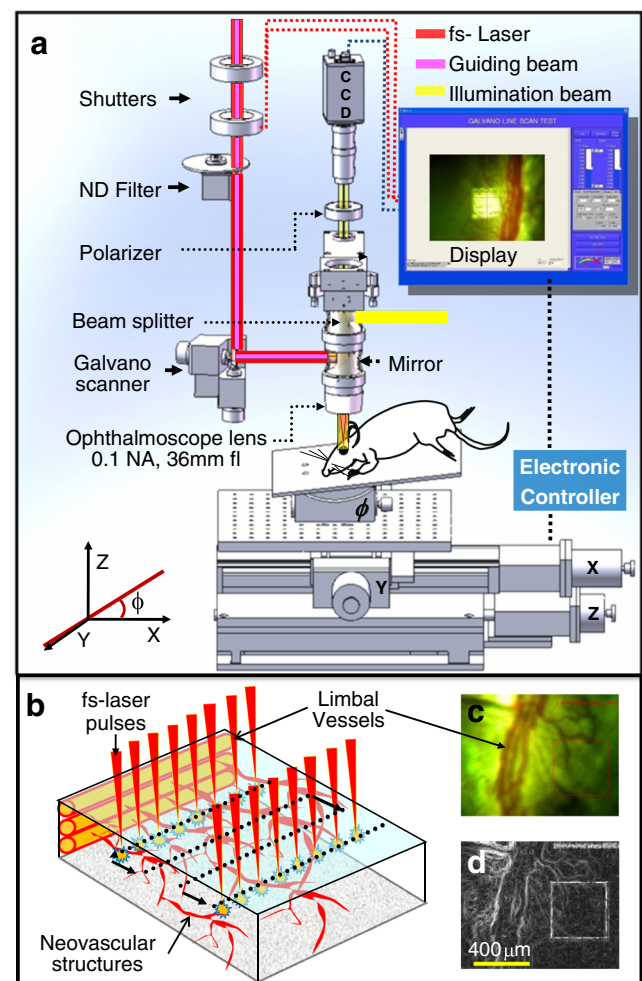 a
fs- Laser
Guiding beam
Illumination beam
Shutters
CCD
GALVANO LINE SCAN TEST
ND Filter
Polarizer
Display
Beam splitter
Galvano
scanner
Mirror
Ophthalmoscope lens
0.1 NA, 36mm fl
Electronic
Controller
ϕ
X
Y
Z
Z
ϕ
Y
X
b
fs-laser
pulses
Limbal
Vessels
c
Neovascular
structures
d
400 µm